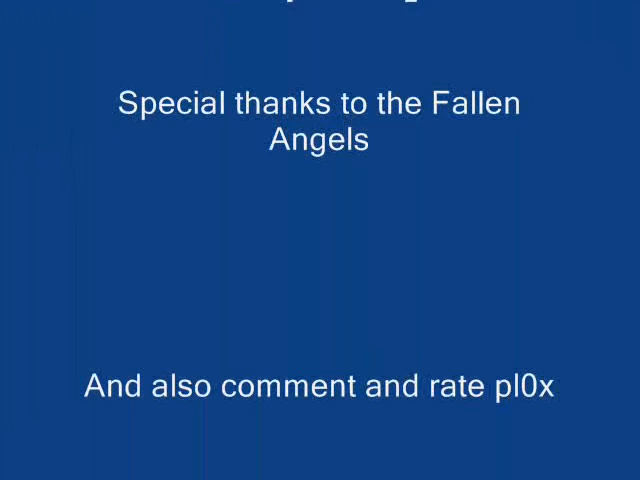 Special thanks to the Fallen
Angels
And also comment and rate pl0x